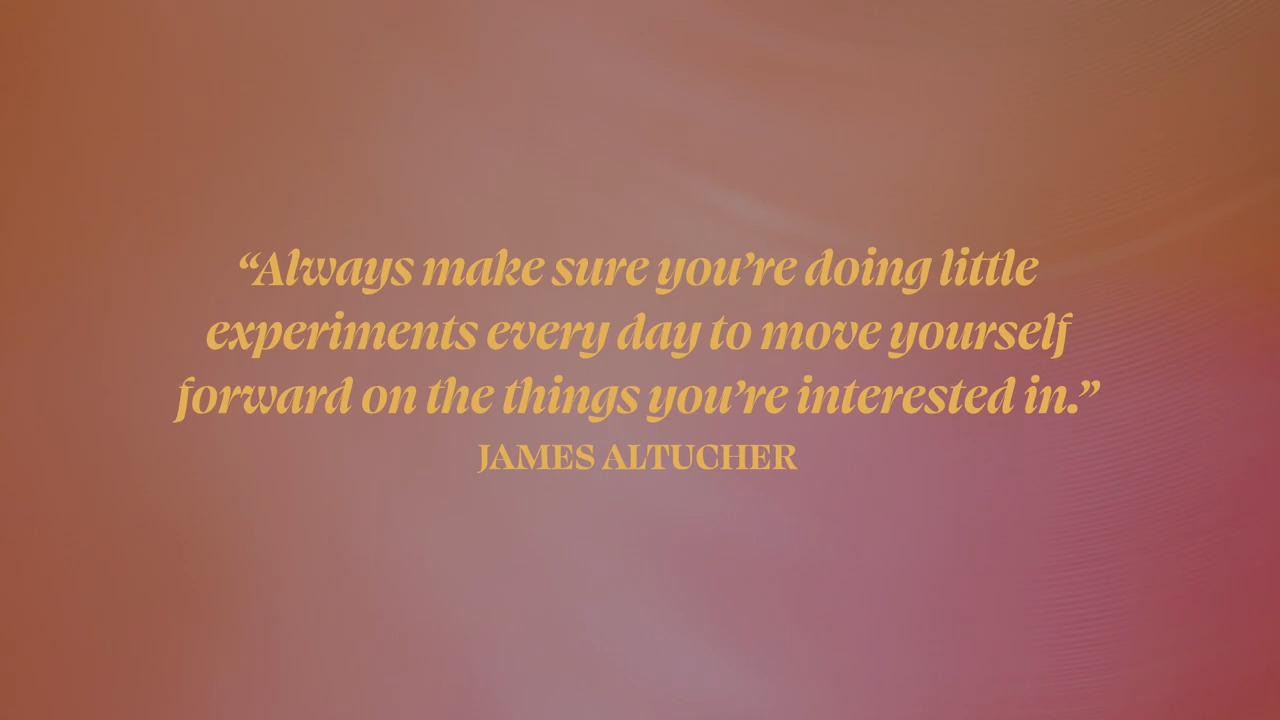 “Always make sure you’re doing little
experiments every day to move yourself
forward on the things you’re interested in.”
JAMES ALTUCHER